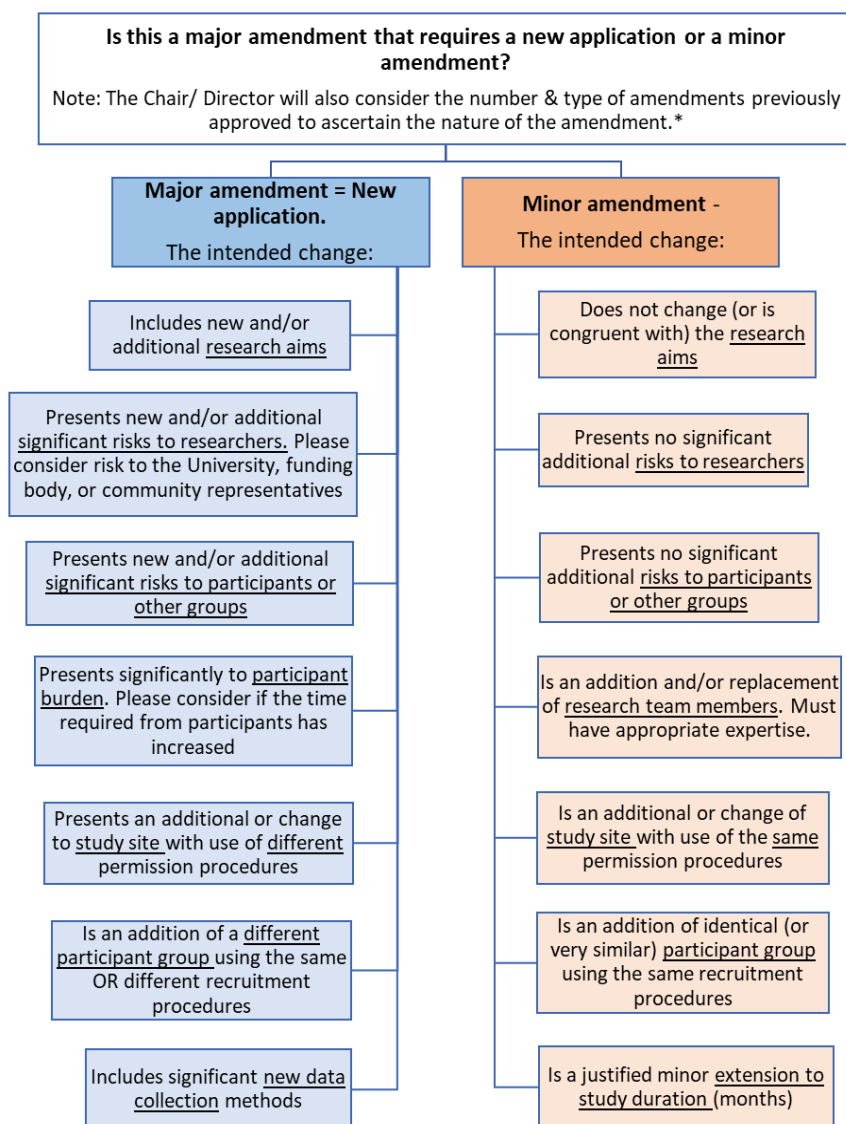 Is this a major amendment that requires a new application or a minor
amendment?
Note: The Chair/ Director will also consider the number & type of amendments previously
approved to ascertain the nature of the amendment.*
Major amendment = New
application.
The intended change:
Includes new and/or
additional research aims
Presents new and/or additional
significant risks to researchers. Please
consider risk to the University, funding
body, or community representatives
Presents new and/or additional
significant risks to participants or
other groups
Presents significantly to participant
burden. Please consider if the time
required from participants has
increased
Presents an additional or change
to study site with use of different
permission procedures
Is an addition of a different
participant group using the same
OR different recruitment
procedures
Includes significant new data
collection methods
Minor amendment -
The intended change:
Does not change (or is
congruent with) the research
aims
Presents no significant
additional risks to researchers
Presents no significant
additional risks to participants
or other groups
Is an addition and/or replacement
of research team members. Must
have appropriate expertise.
Is an additional or change of
study site with use of the same
permission procedures
Is an addition of identical (or
very similar) participant group
using the same recruitment
procedures
Is a justified minor extension to
study duration (months)